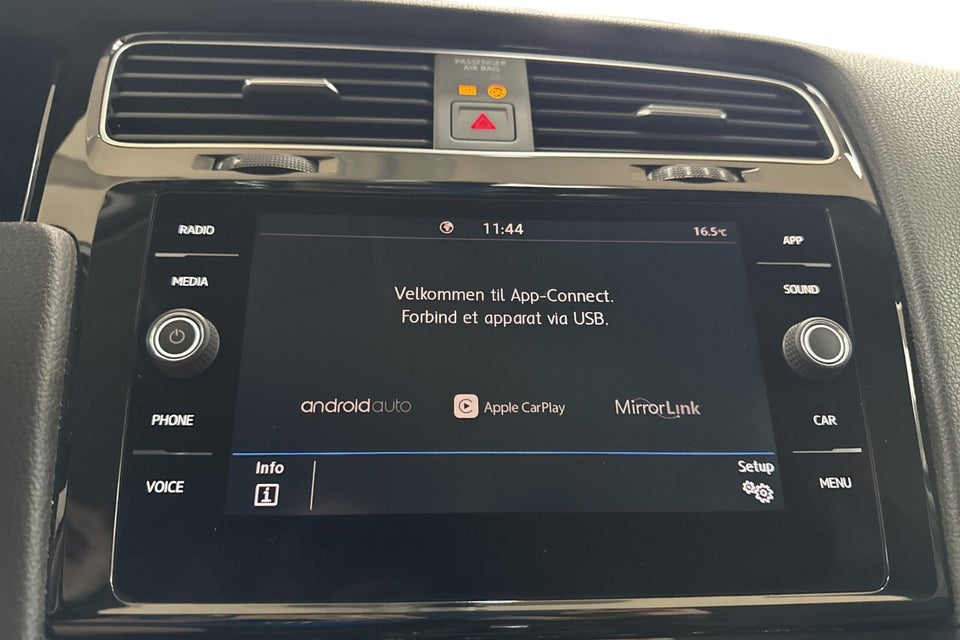 PASSENGER
AIR BAG
ON
RADIO
MEDIA
PHONE
VOICE
11:44
16.5°C
Velkommen til App-Connect.
Forbind et apparat via USB.
androidauto
Apple CarPlay
MirrorLink
Info
Setup
APP
SOUND
CAR
MENU